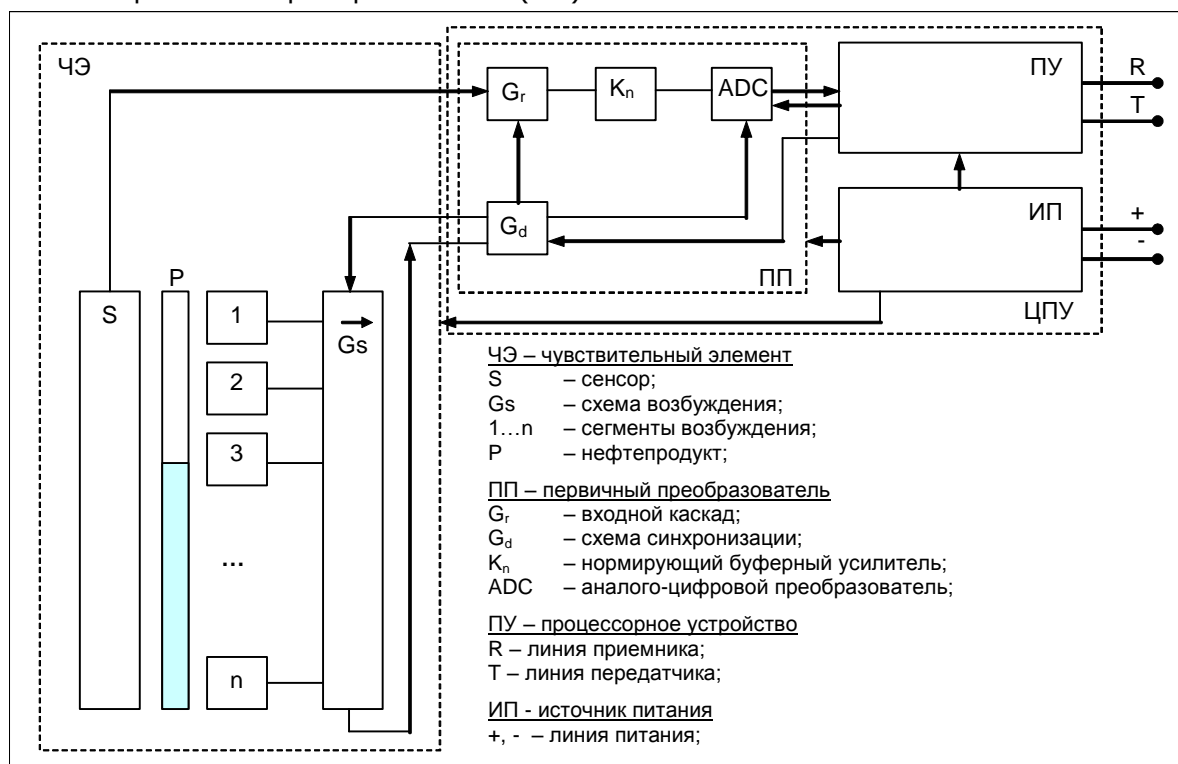 ЧЭ
Gr
Kn
ADC
ПУ
R
T
Gd
ПП
ИП
+
-
ЦПУ
S
P
1
2
3
...
n
Gs
ЧЭ – чувствительный элемент
S – сенсор;
Gs – схема возбуждения;
1…n – сегменты возбуждения;
P – нефтепродукт;
ПП – первичный преобразователь
Gr – входной каскад;
Gd – схема синхронизации;
Kn – нормирующий буферный усилитель;
ADC – аналого-цифровой преобразователь;
ПУ – процессорное устройство
R – линия приемника;
T – линия передатчика;
ИП - источник питания
+, - – линия питания;